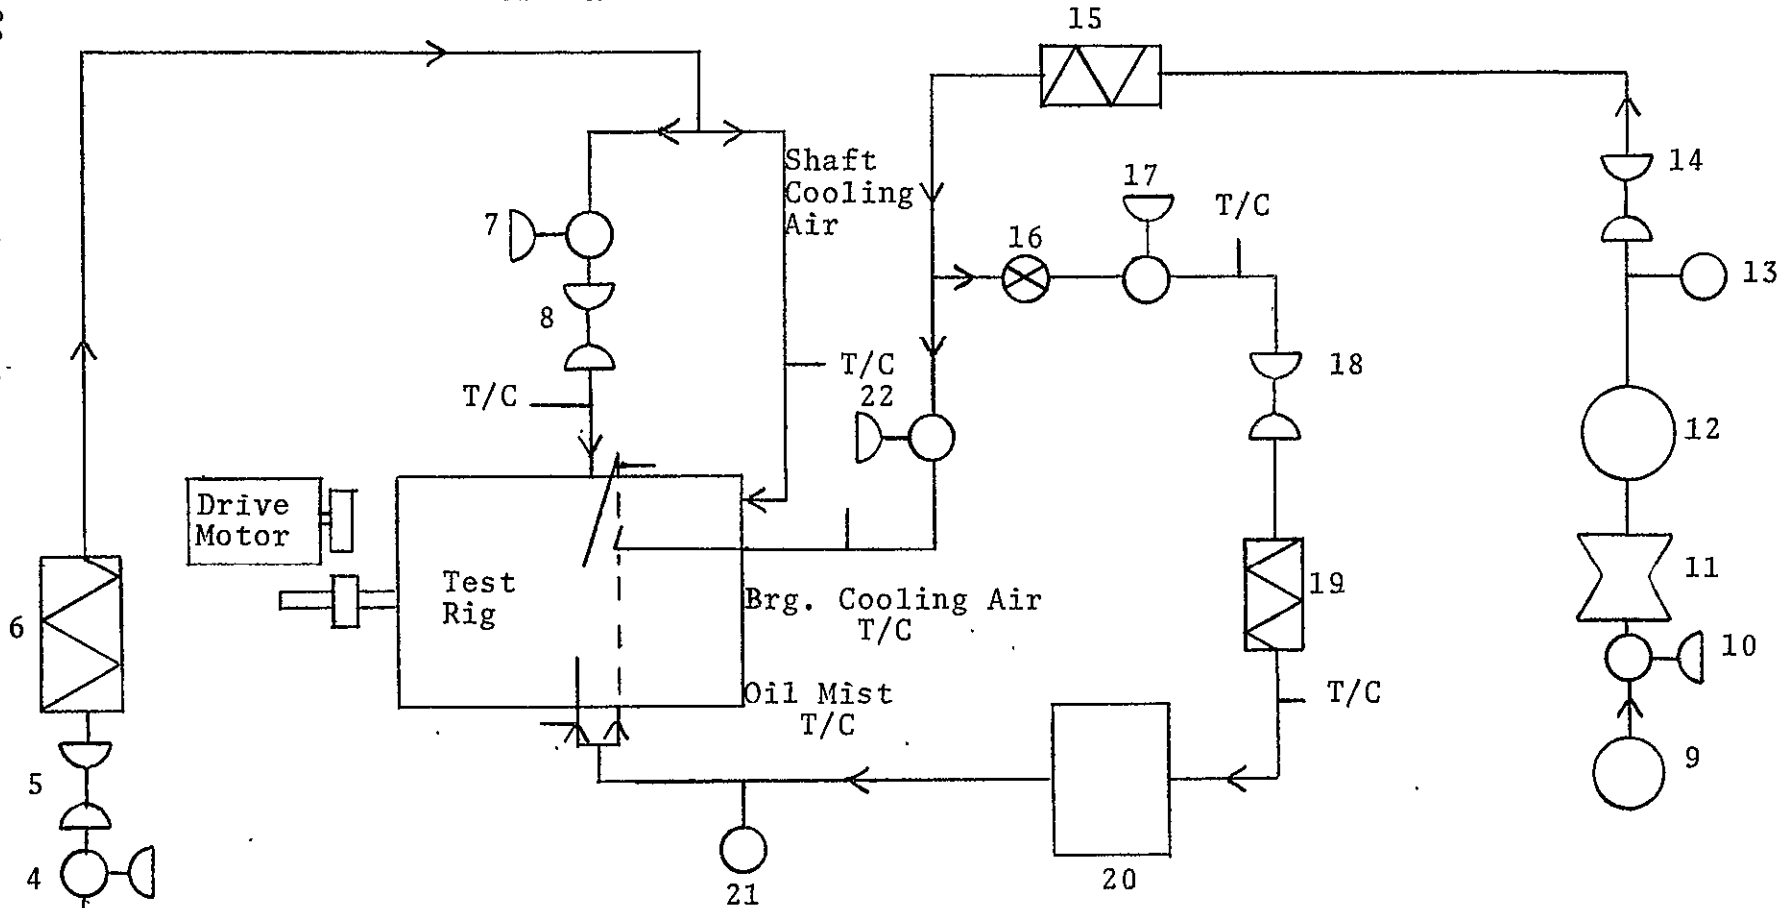 15
14
Shaft
Cooling
Air
17
T/C
7
16
13
8
T/C
18
T/C
22
12
Drive
Motor
Test
Rig
11
19
Brg. Cooling Air
T/C
6
10
Oil Mist
T/C
T/C
9
5
4
21
20